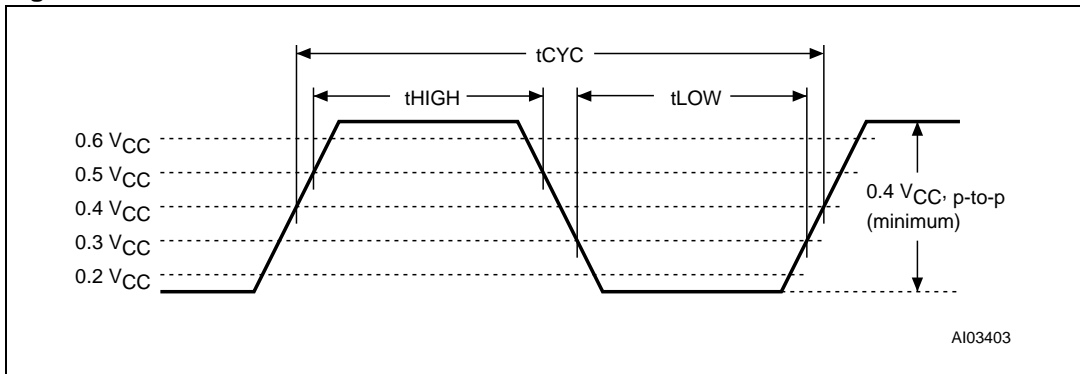 tCYC
tHIGH
tLOW
0.6 VCC
0.5 VCC
0.4 VCC
0.3 VCC
0.2 VCC
0.4 VCC, p-to-p
(minimum)
AI03403